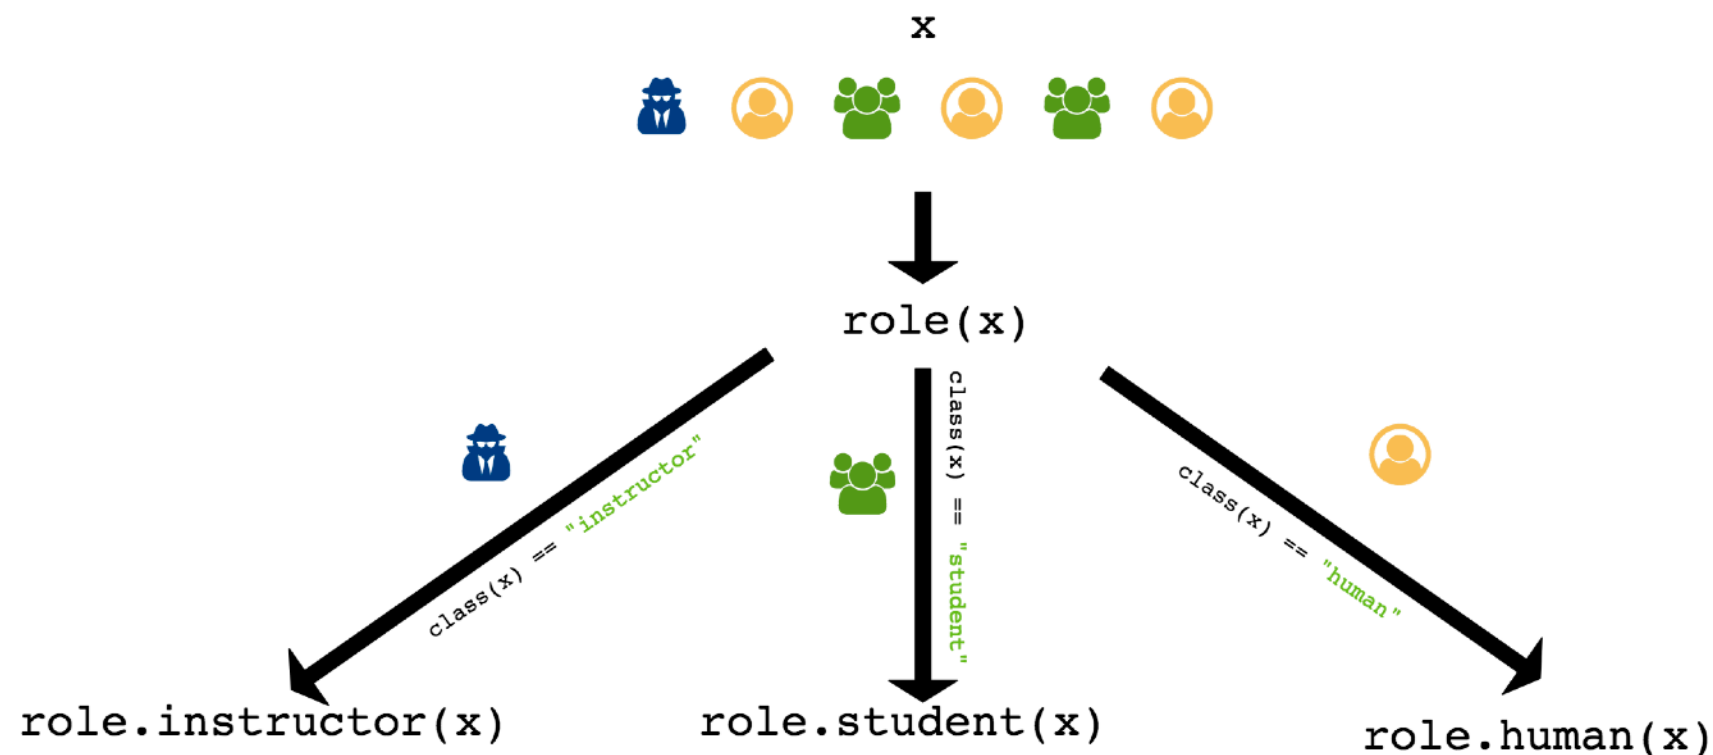 x
role(x)
class(x) == "instructor"
class(x) == "student"
class(x) == "human"
role.instructor(x)
role.student(x)
role.human(x)